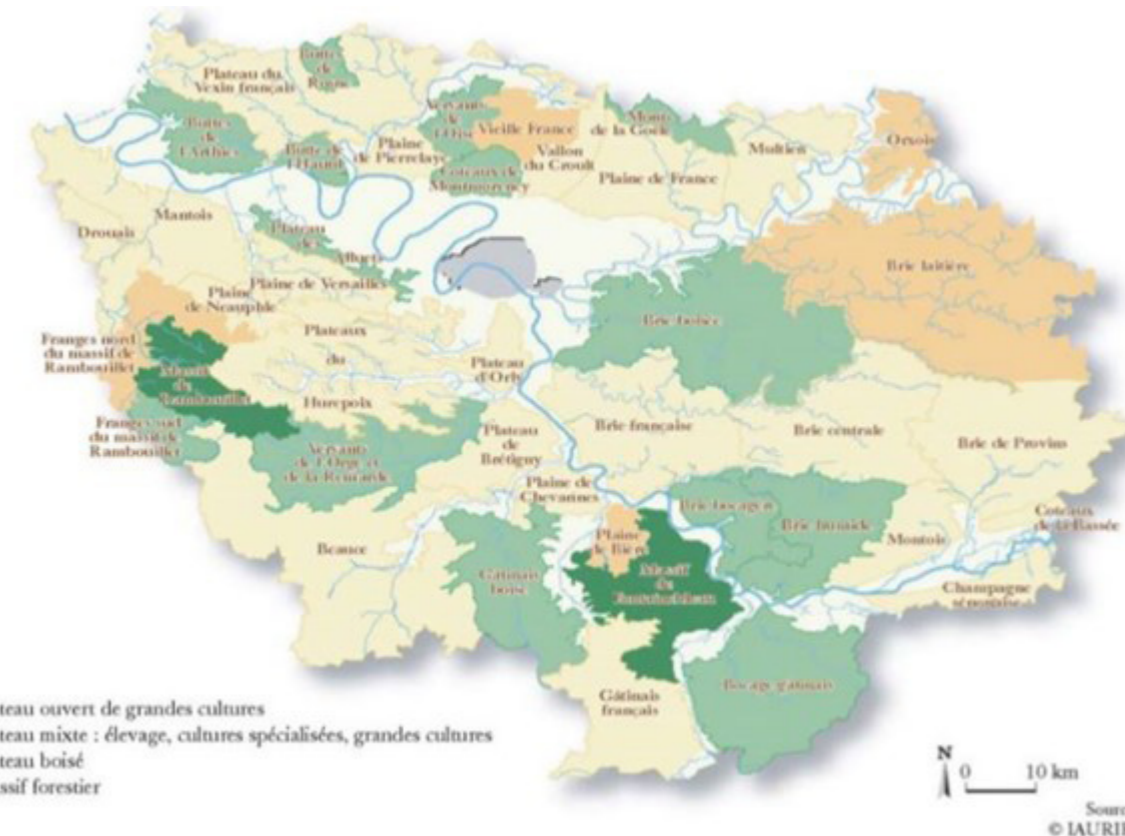 Buttes
de
Rosne
Plateau du
Vexin français
Buttes
de
l'Arthies
Butte de
l'Hautil
Plaine
de Pierrelaye
Versants
de
l'Oise
Vieille France
Coteaux de
Montmorency
Vallon
du Croult
Monts
de la Goële
Plaine de France
Multien
Orxois
Mantois
Drouais
Plateau
des
Alluets
Plaine de Versailles
Plaine
de Neauphle
Brie laitière
Brie boisée
Franges nord
du massif de
Rambouillet
Massif
de
Rambouillet
Plateaux
du
Hurepoix
Plateau
d'Orly
Franges sud
du massif de
Rambouillet
Versants
de l'Orge et
de la Renarde
Plateau
de
Brétigny
Brie française
Brie centrale
Brie de Provins
Plaine de
Chevannes
Brie bocagère
Brie humide
Coteaux
de la Bassée
Montois
Beauce
Gâtinais
boisé
Plaine
de Bière
Massif
de
Fontainebleau
Champagne
sénonaise
Gâtinais
français
Bocage gâtinais
teau ouvert de grandes cultures
teau mixte : élevage, cultures spécialisées, grandes cultures
teau boisé
ssif forestier
N
0 10 km
Sourc
© IAURIF